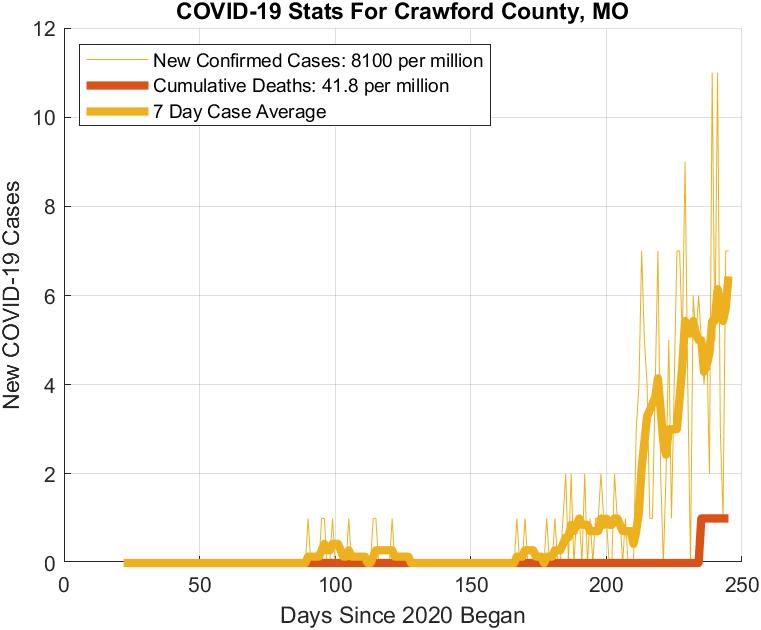 COVID-19 Stats For Crawford County, MO
12
New Confirmed Cases: 8100 per million
Cumulative Deaths: 41.8 per million
7 Day Case Average
10
8
6
4
2
0
New COVID-19 Cases
0 50 100 150 200 250
Days Since 2020 Began